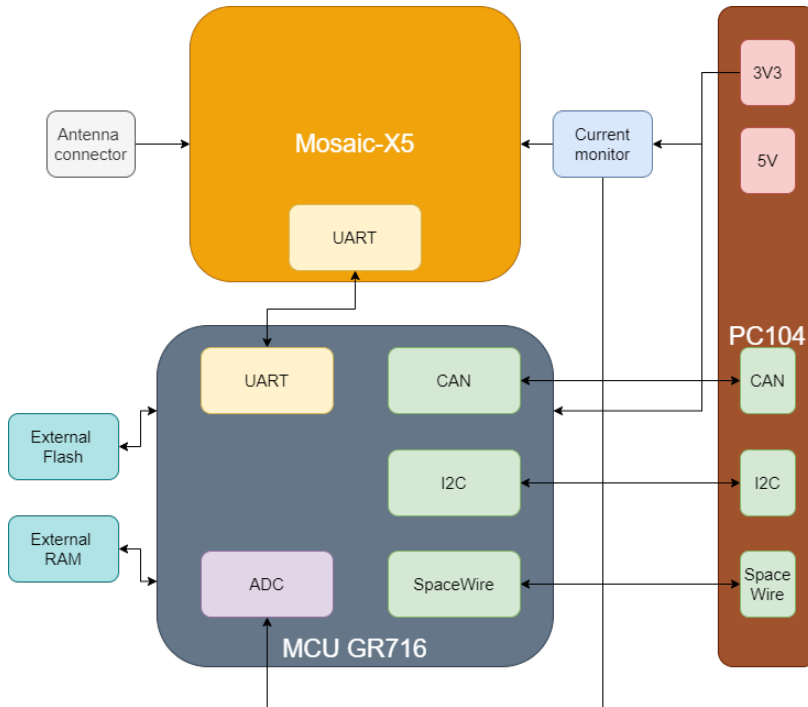 3V3
Antenna
connector
Mosaic-X5
Current
monitor
5V
UART
PC104
UART
CAN
CAN
External
Flash
I2C
I2C
External
RAM
ADC
SpaceWire
Space
Wire
MCU GR716